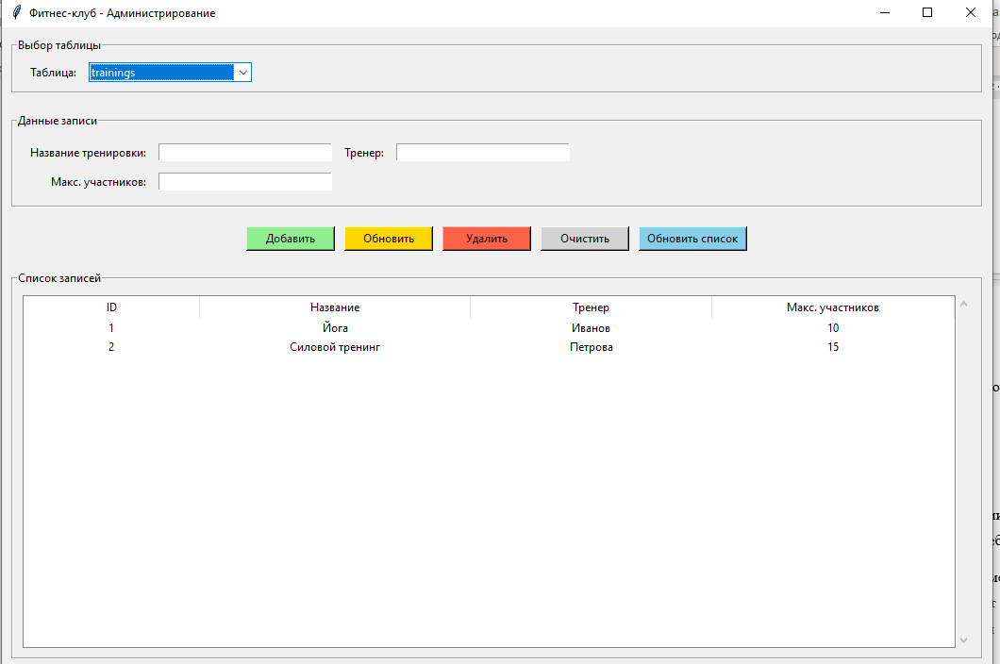 Фитнес-клуб - Администрирование
Выбор таблицы
Таблица: trainings
Данные записи
Название тренировки: Тренер:
Макс. участников:
Добавить Обновить Удалить Очистить Обновить список
Список записей
ID Название Тренер Макс. участников
1 Йога Иванов 10
2 Силовой тренинг Петрова 15